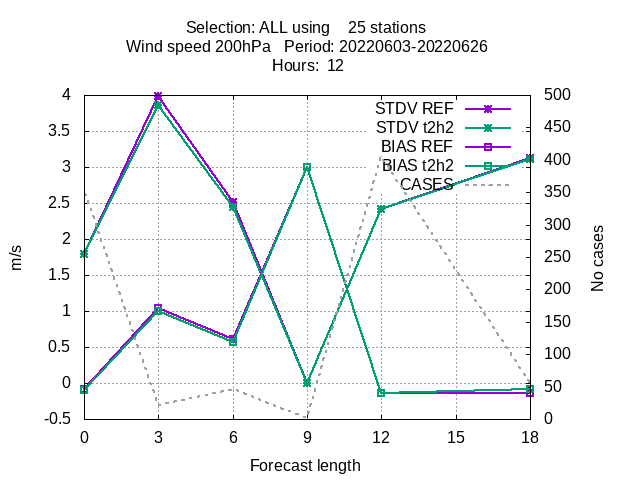 Selection: ALL using    25 stations
Wind speed 200hPa   Period: 20220603-20220626
Hours:  12
STDV REF
STDV t2h2
BIAS REF
BIAS t2h2
CASES
4
3.5
3
2.5
2
1.5
1
0.5
0
-0.5
m/s
500
450
400
350
300
250
200
150
100
50
0
No cases
0 3 6 9 12 15 18
Forecast length